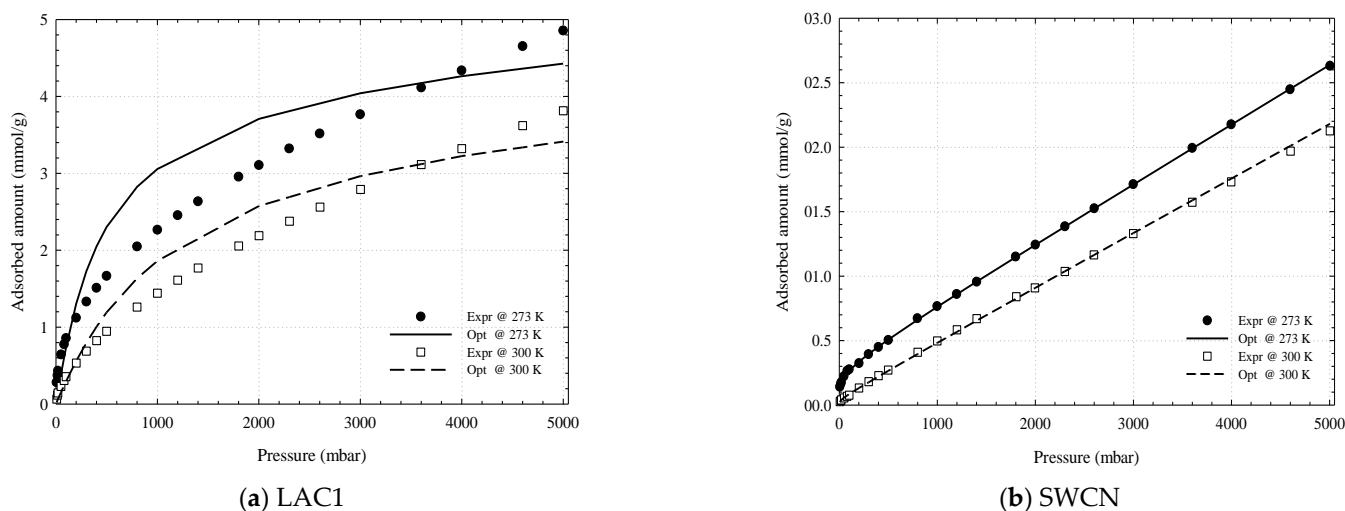 5
4
3
2
1
0
Adsorbed amount (mmol/g)
Expr @ 273 K
Opt @ 273 K
Expr @ 300 K
Opt @ 300 K
0 1000 2000 3000 4000 5000
Pressure (mbar)
(a) LAC1
03.0
02.5
02.0
01.5
01.0
00.5
00.0
Adsorbed amount (mmol/g)
Expr @ 273 K
Opt @ 273 K
Expr @ 300 K
Opt @ 300 K
0 1000 2000 3000 4000 5000
Pressure (mbar)
(b) SWCN